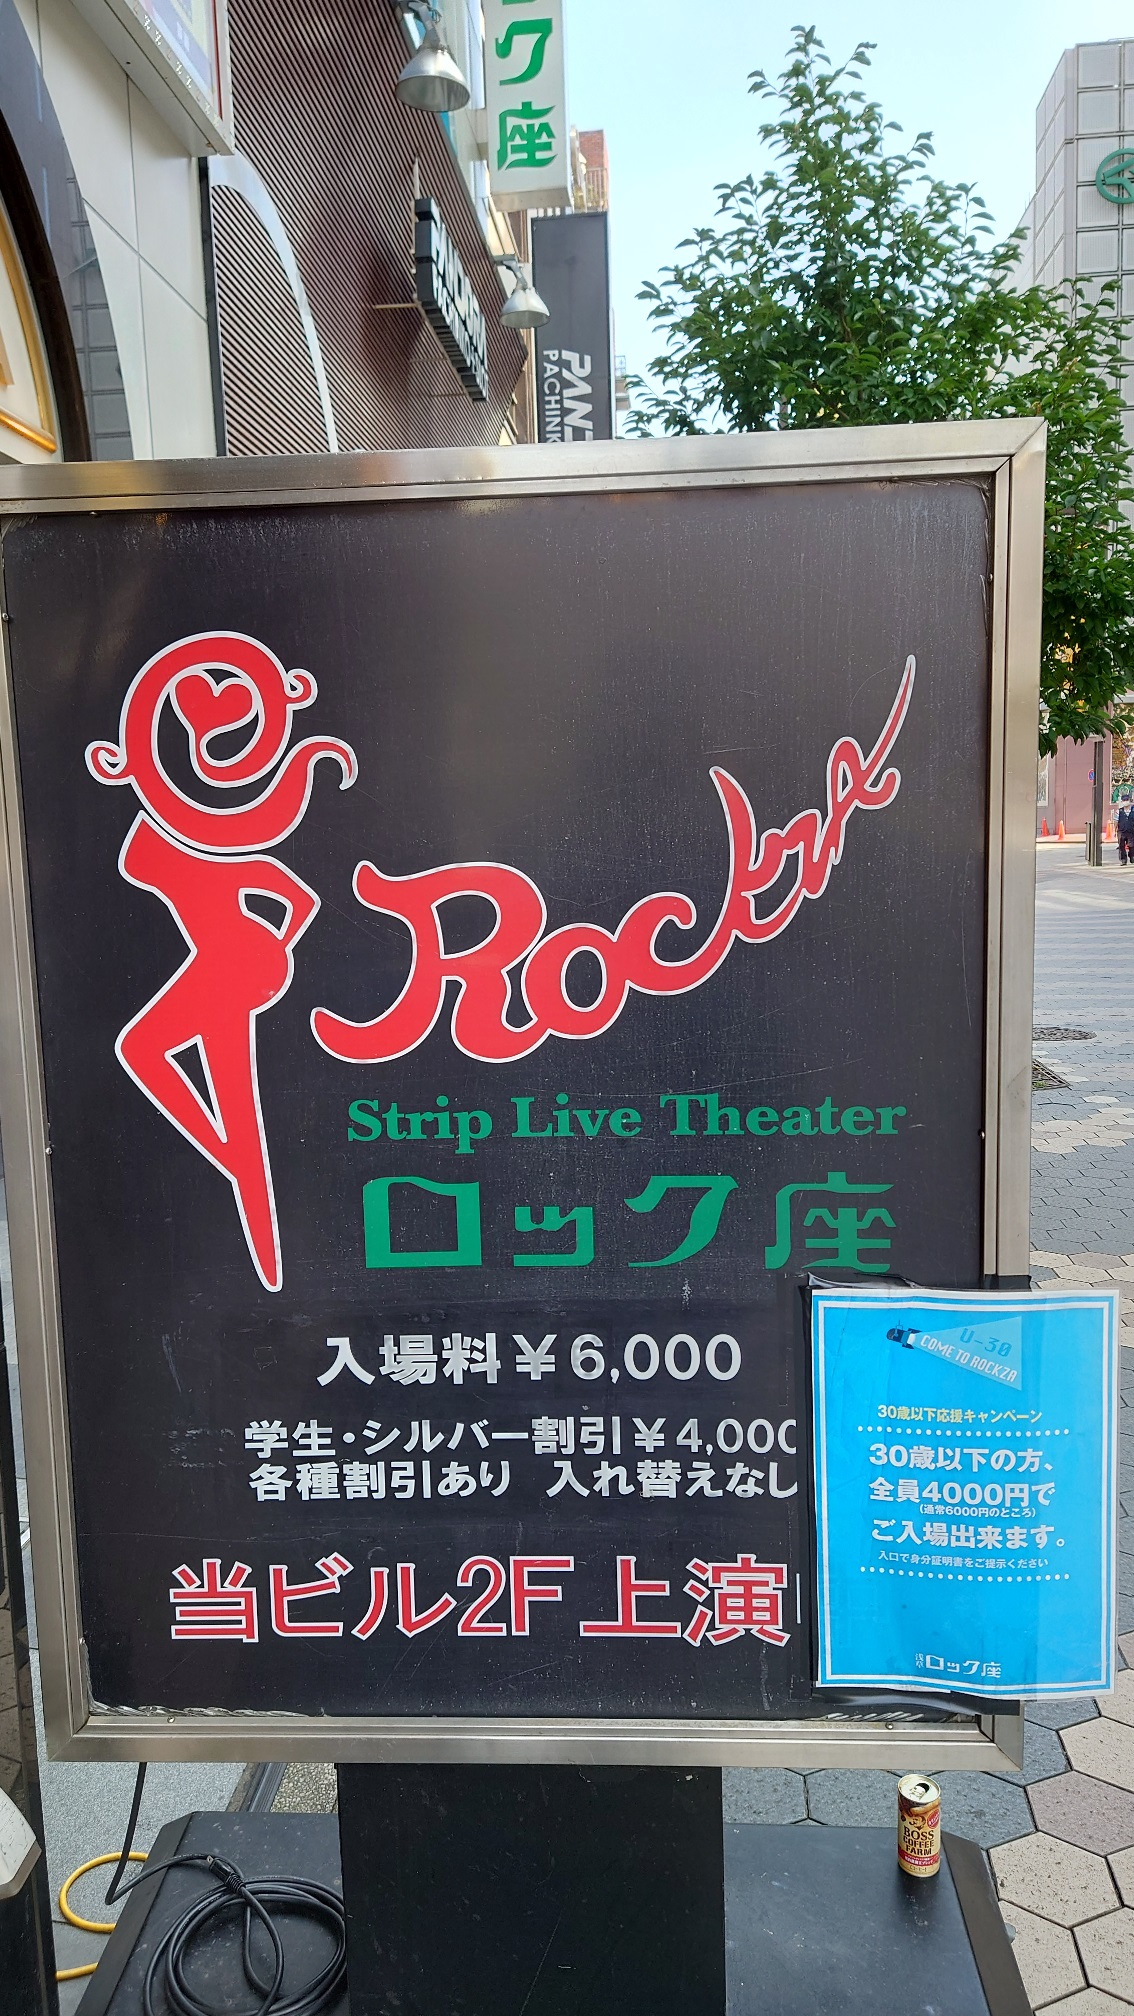 ック座
PACHINK
Rockza
Strip Live Theater
ロック座
入場料￥6,000
学生・シルバー割引￥4,000
各種割引あり 入れ替えなし
当ビル2F上演
U-30
COME TO ROCKZA
30歳以下応援キャンペーン
30歳以下の方、
全員4000円で
(通常6000円のところ)
ご入場出来ます。
入口で身分証明書をご提示ください
浅草ロック座
BOSS
COFFEE
FARM